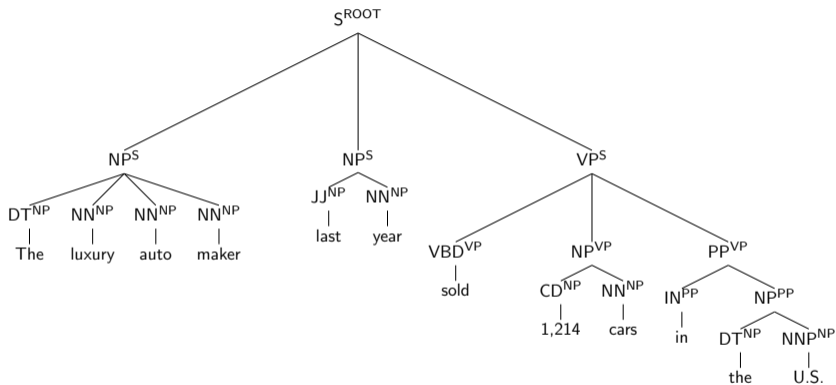 S^ROOT
NP^S NP^S VP^S
DT^NP NN^NP NN^NP NN^NP JJ^NP NN^NP
The luxury auto maker last year
VBD^VP NP^VP PP^VP
sold CD^NP NN^NP IN^PP NP^PP
1,214 cars in DT^NP NNP^NP
the U.S.